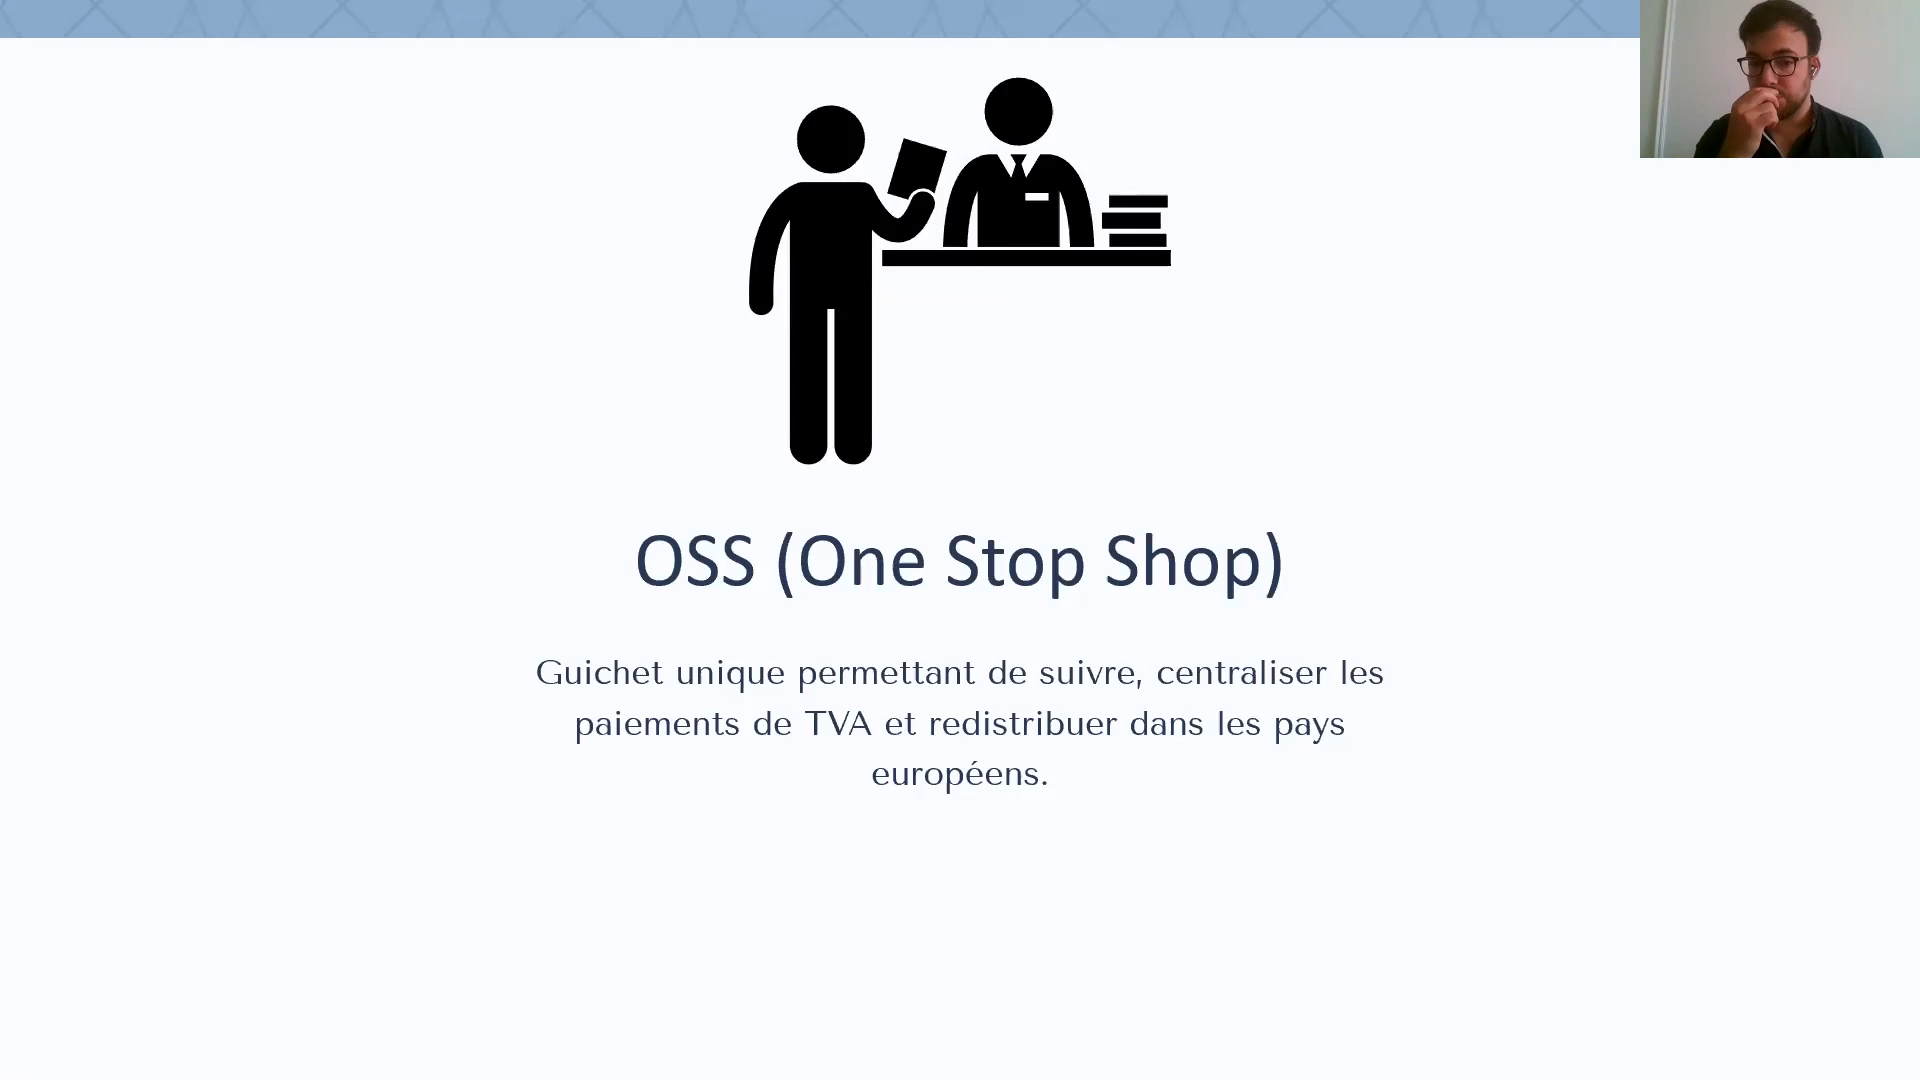 OSS (One Stop Shop)
Guichet unique permettant de suivre, centraliser les
paiements de TVA et redistribuer dans les pays
européens.